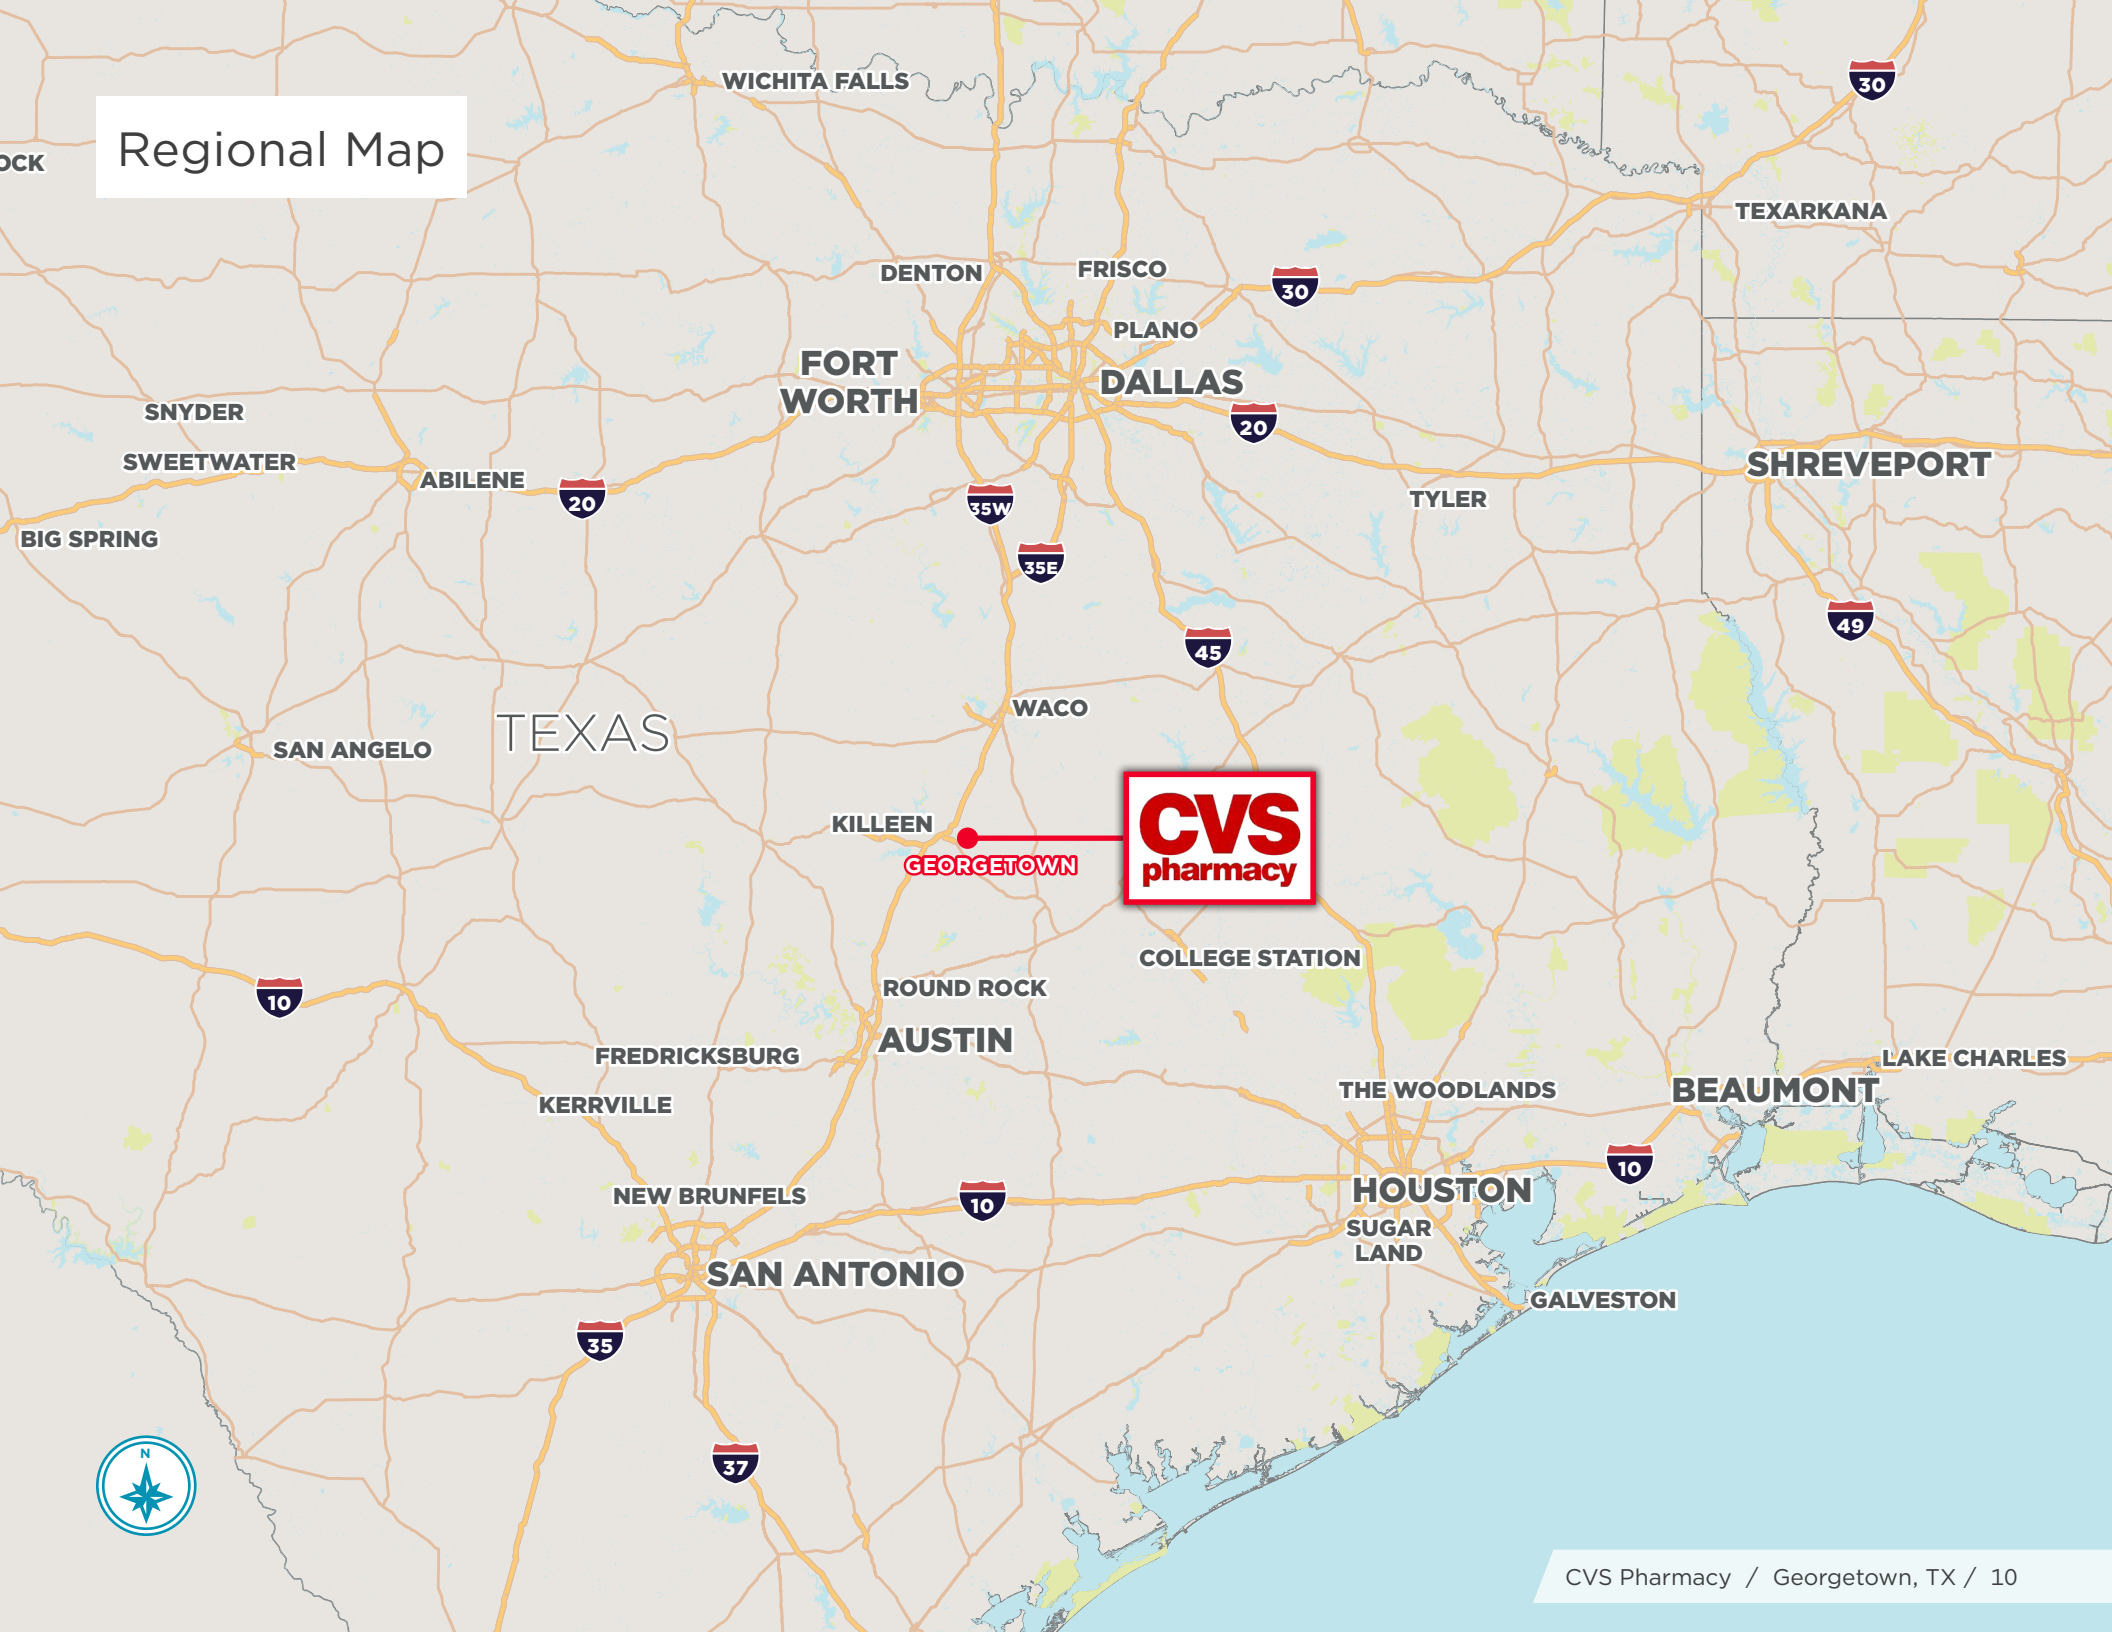 WICHITA FALLS
30
Regional Map
OCK
TEXARKANA
DENTON
FRISCO
30
PLANO
FORT
WORTH
DALLAS
SNYDER
20
SWEETWATER
ABILENE
SHREVEPORT
20
35W
TYLER
BIG SPRING
35E
49
45
WACO
TEXAS
SAN ANGELO
KILLEEN
CVS
pharmacy
GEORGETOWN
COLLEGE STATION
10
ROUND ROCK
AUSTIN
FREDRICKSBURG
LAKE CHARLES
THE WOODLANDS
BEAUMONT
KERRVILLE
10
NEW BRUNFELS
10
HOUSTON
SUGAR
LAND
SAN ANTONIO
GALVESTON
35
N
37
CVS Pharmacy / Georgetown, TX / 10